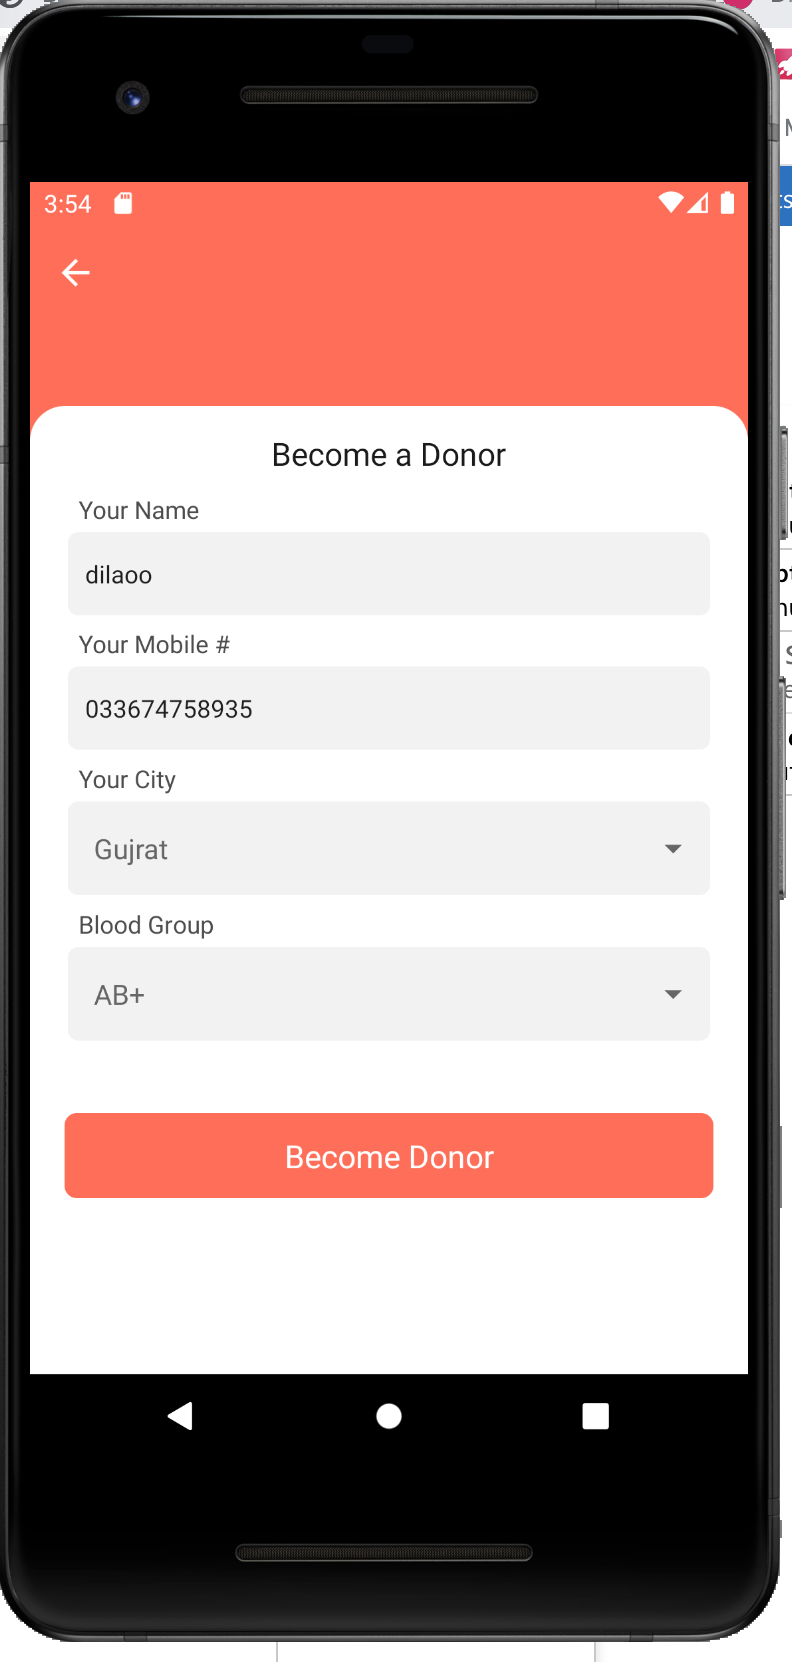 3:54
Become a Donor
Your Name
dilaoo
Your Mobile #
033674758935
Your City
Gujrat
Blood Group
AB+
Become Donor